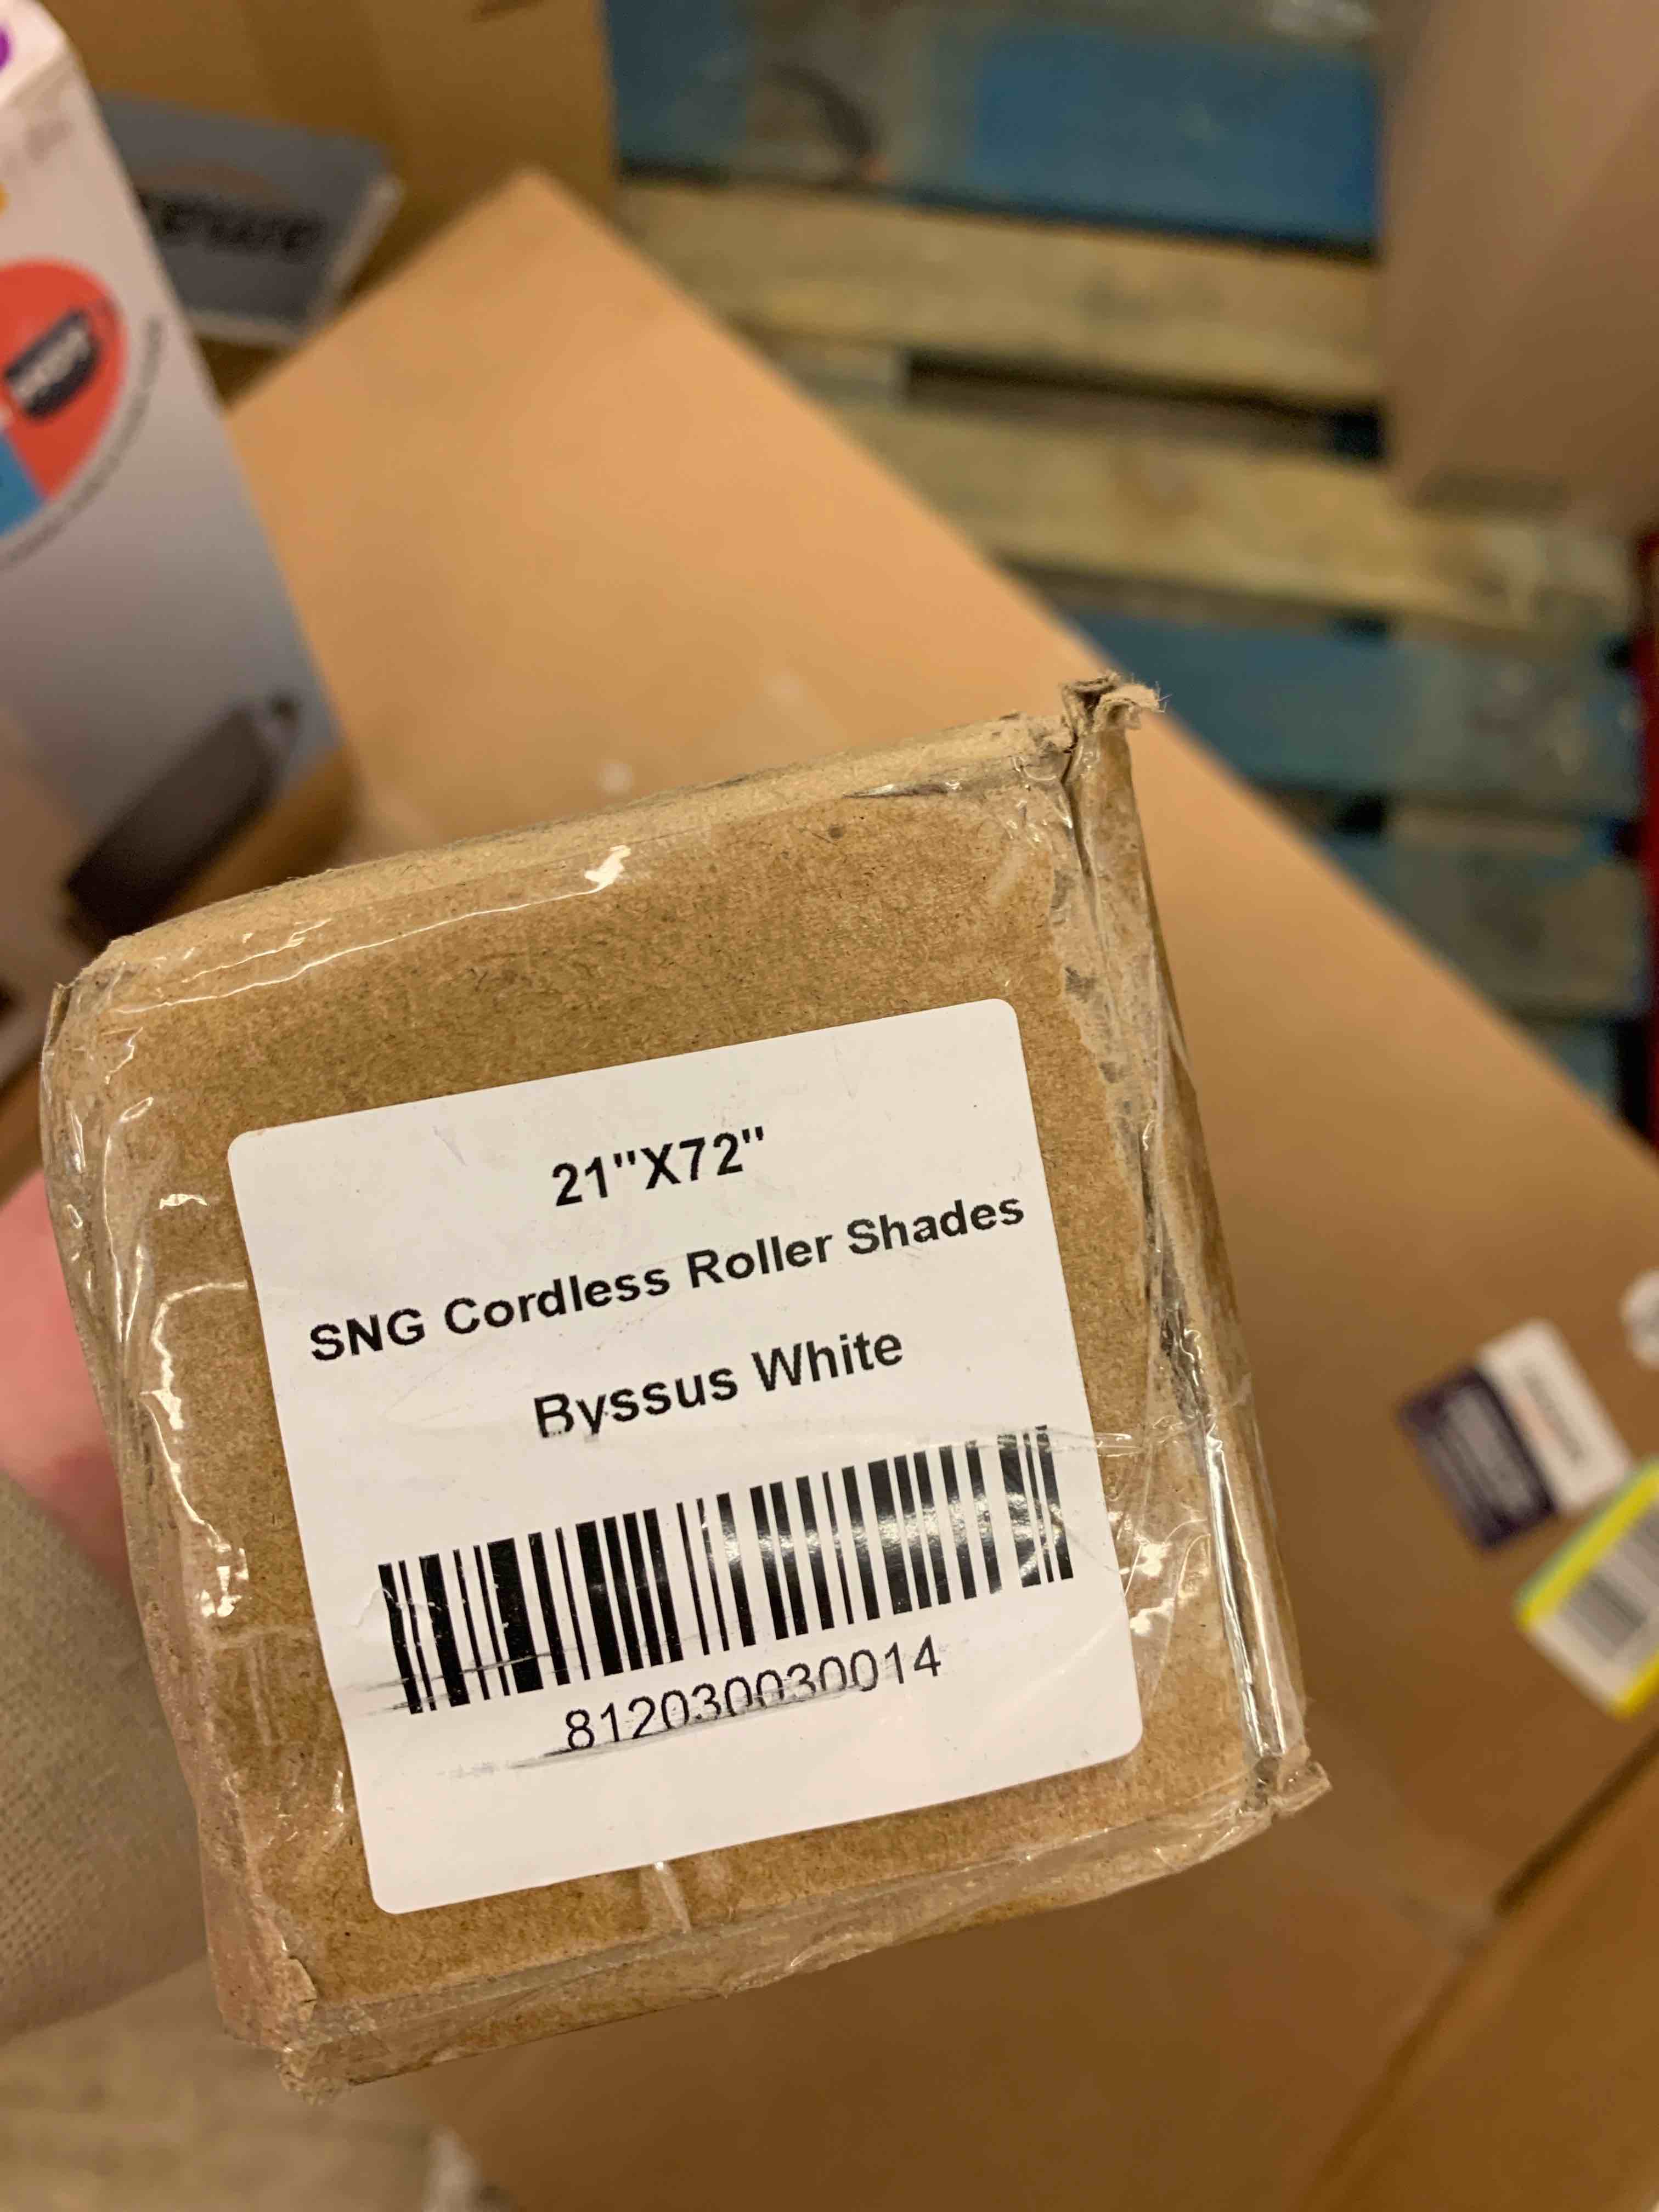 21"X72"
SNG Cordless Roller Shades
Byssus White
812030030014